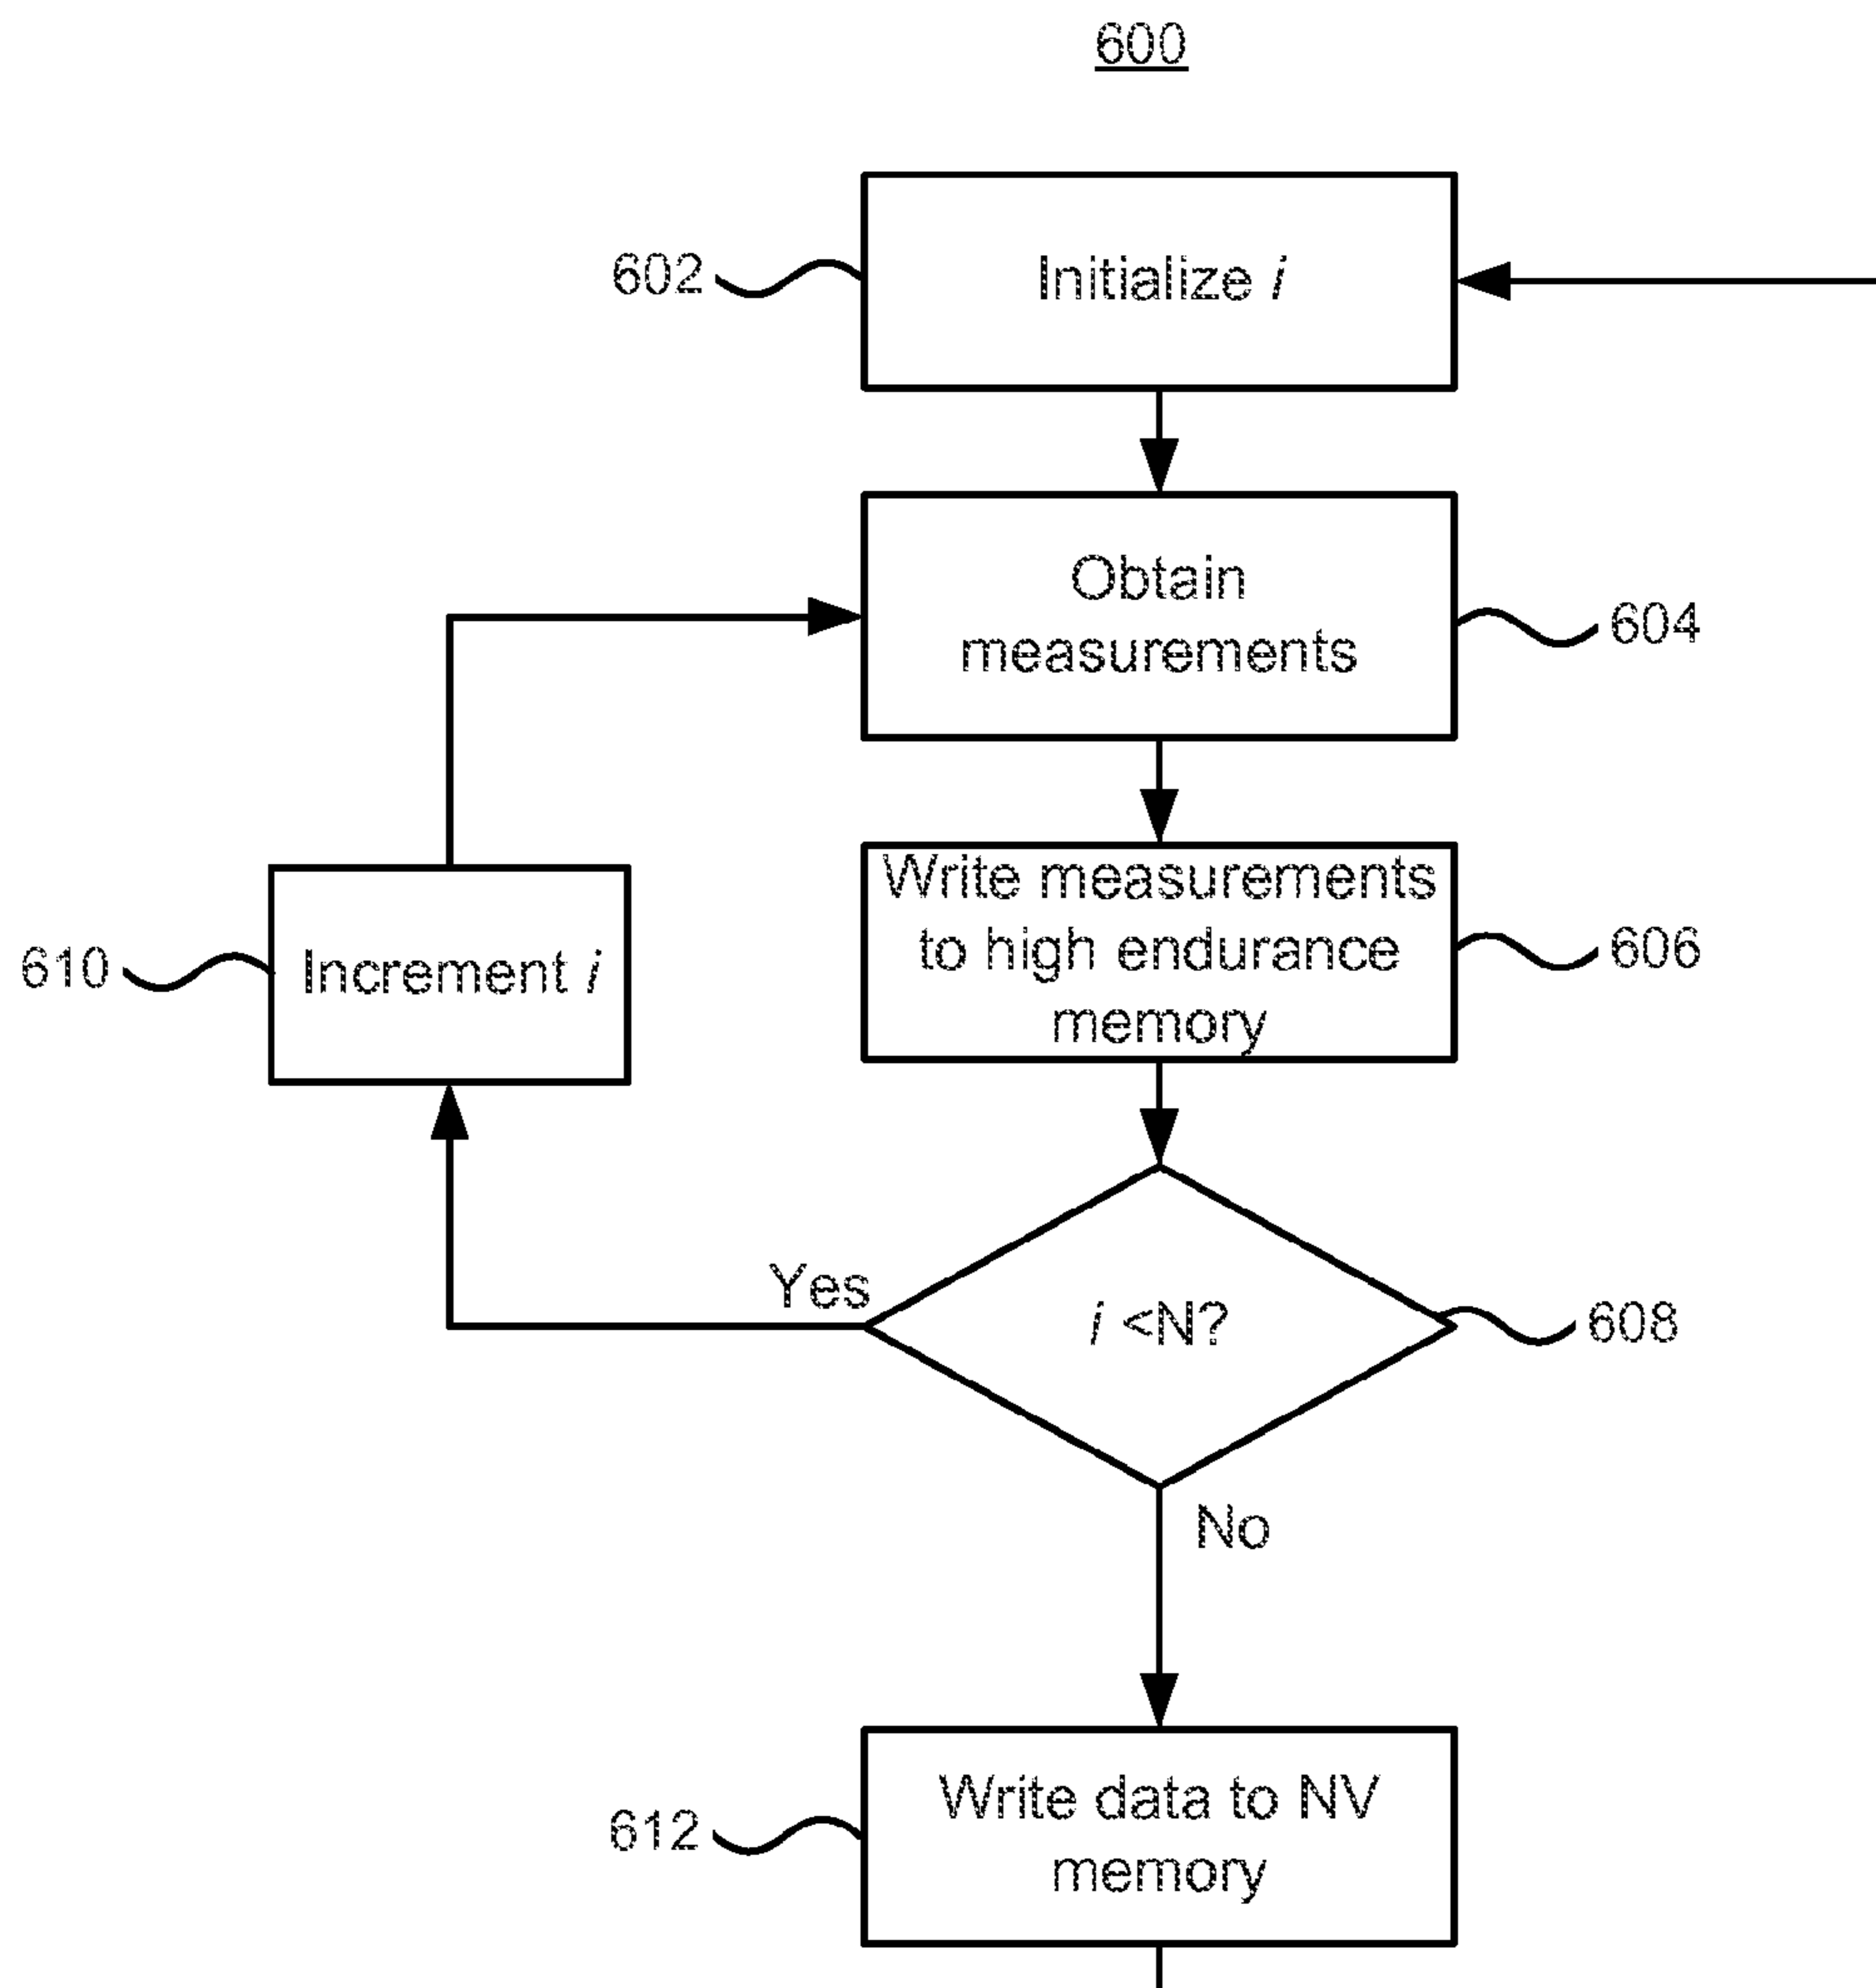 600
602
Initialize i
Obtain
measurements
604
Write measurements
to high endurance
memory
606
610
Increment i
Yes
i <N?
608
No
612
Write data to NV
memory